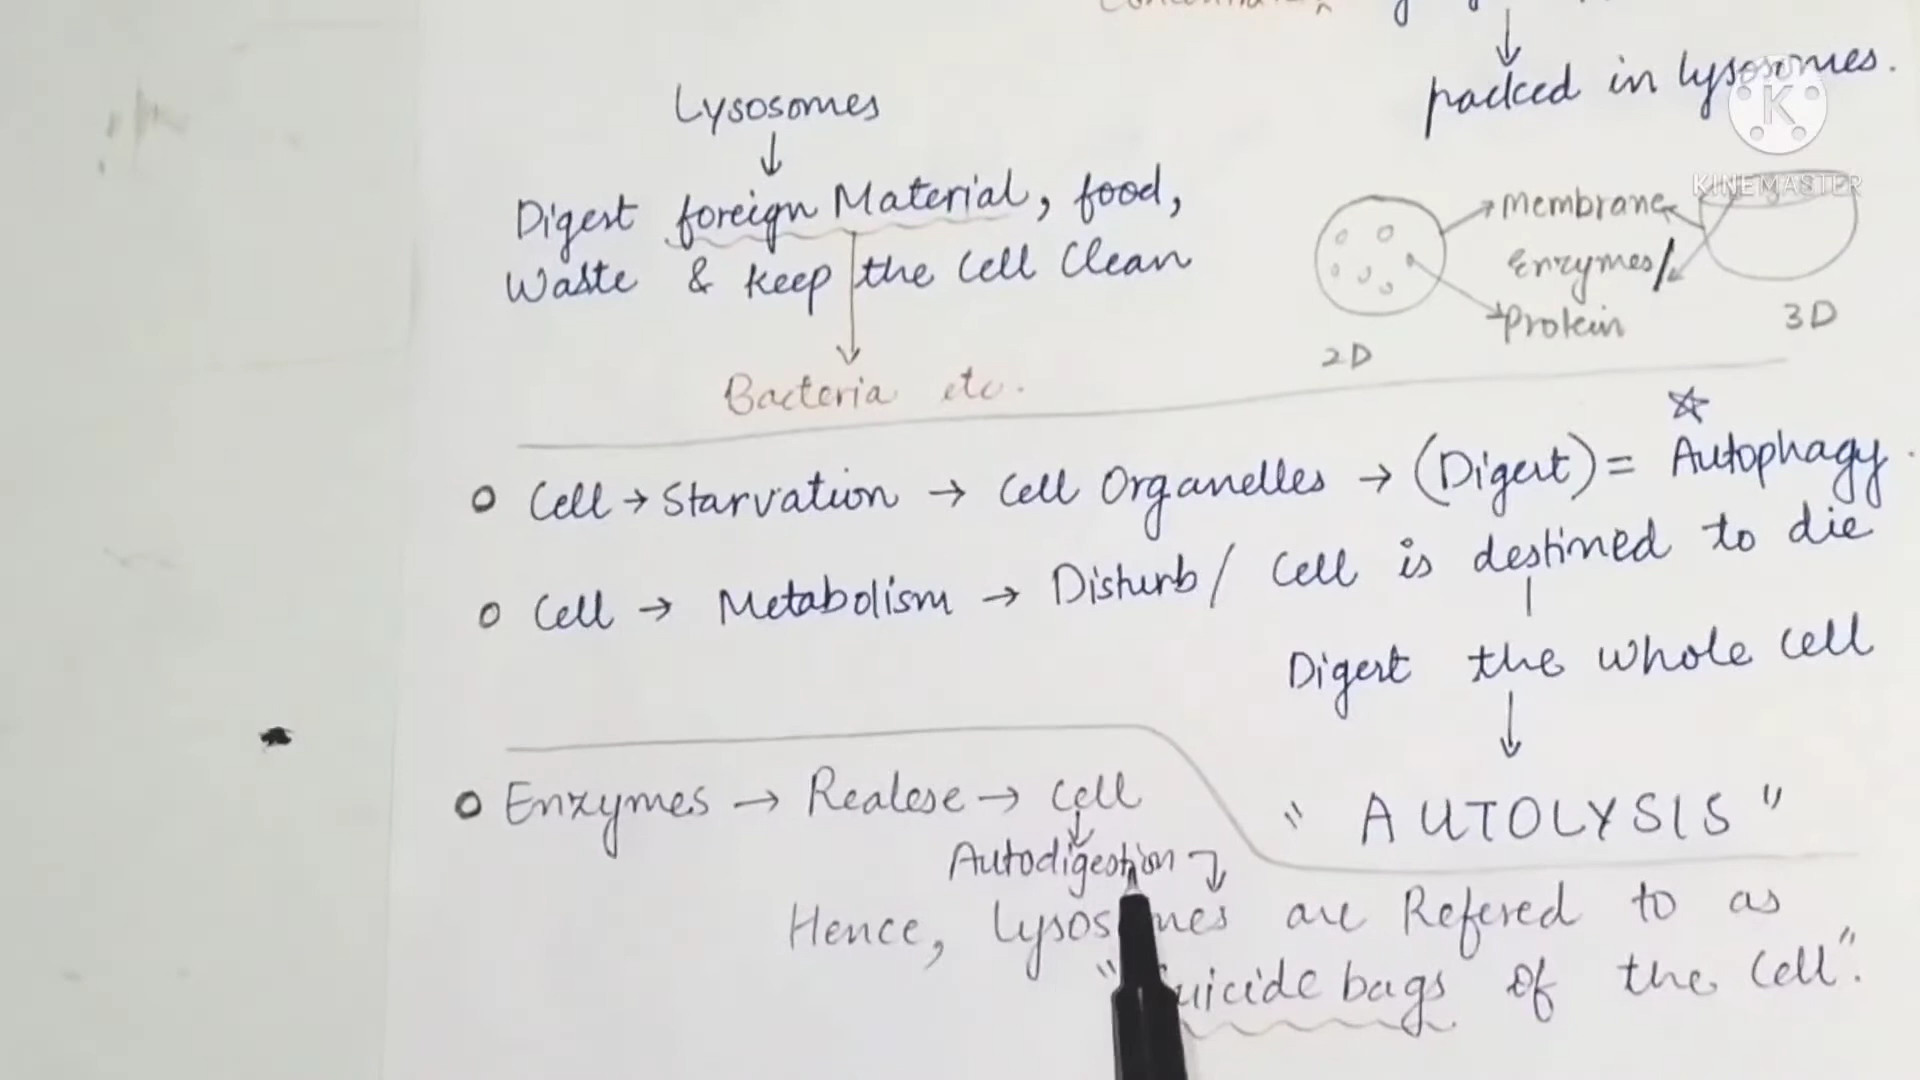 packed in lysosomes.
K
KINEMASTER
Lysosomes
↓
Digest foreign Material, food,
Waste & keep the cell clean
Bacteria etc.
Membrane
Enzymes/
Protein
2D
3D
Cell → Starvation → Cell Organelles → (Digest) = Autophagy.
Cell → Metabolism → Disturb/ Cell is destined to die
Digest the whole cell
↓
"AUTOLYSIS"
Enzymes → Realese → Cell
↓
Autodigestion
Hence, lysosomes are Refered to as
"Suicide bags of the cell".